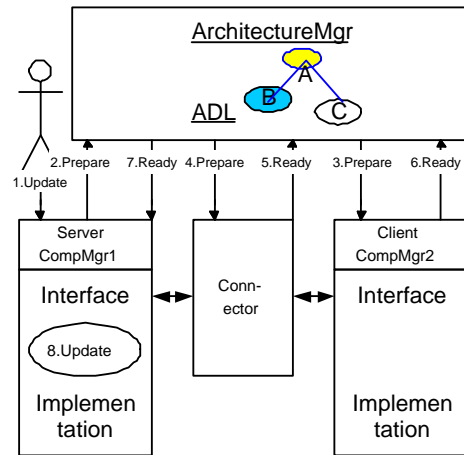 ArchitectureMgr
A
B
C
ADL
2.Prepare
7.Ready
4.Prepare
5.Ready
3.Prepare
6.Ready
1.Update
Server
CompMgr1
Interface
8.Update
Implemen
tation
Conn-
ector
Client
CompMgr2
Interface
Implemen
tation